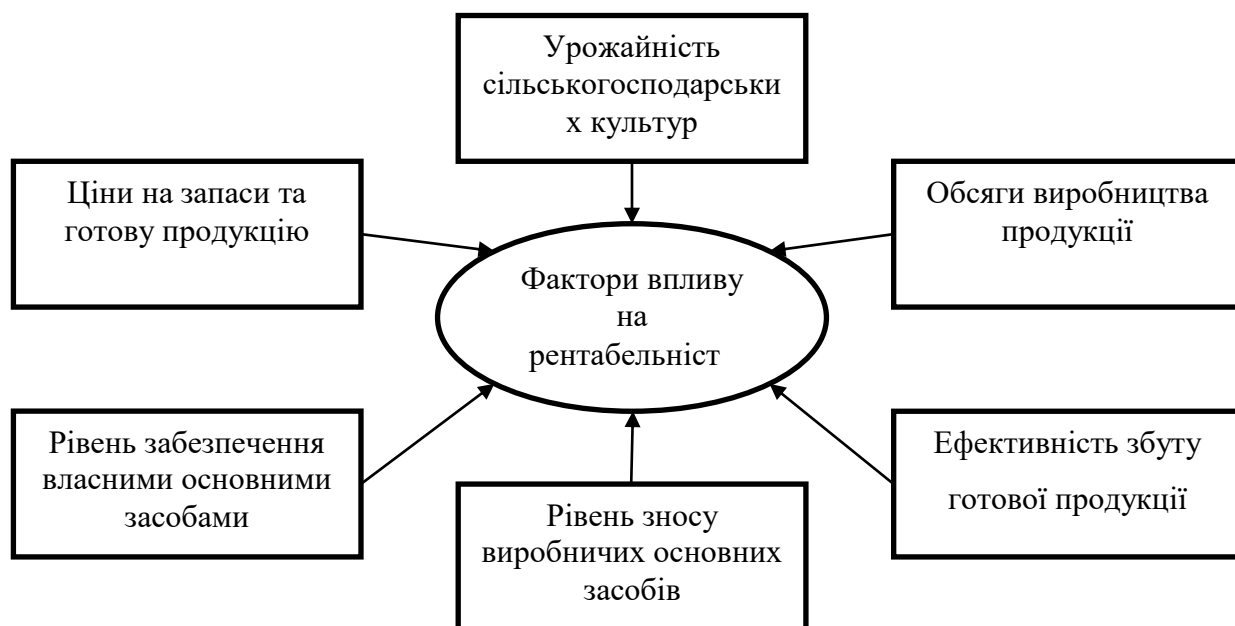 Урожайність
сільськогосподарськи
х культур
Ціни на запаси та
готову продукцію
Обсяги виробництва
продукції
Фактори впливу
на
рентабельніст
Рівень забезпечення
власними основними
засобами
Рівень зносу
виробничих основних
засобів
Ефективність збуту
готової продукції